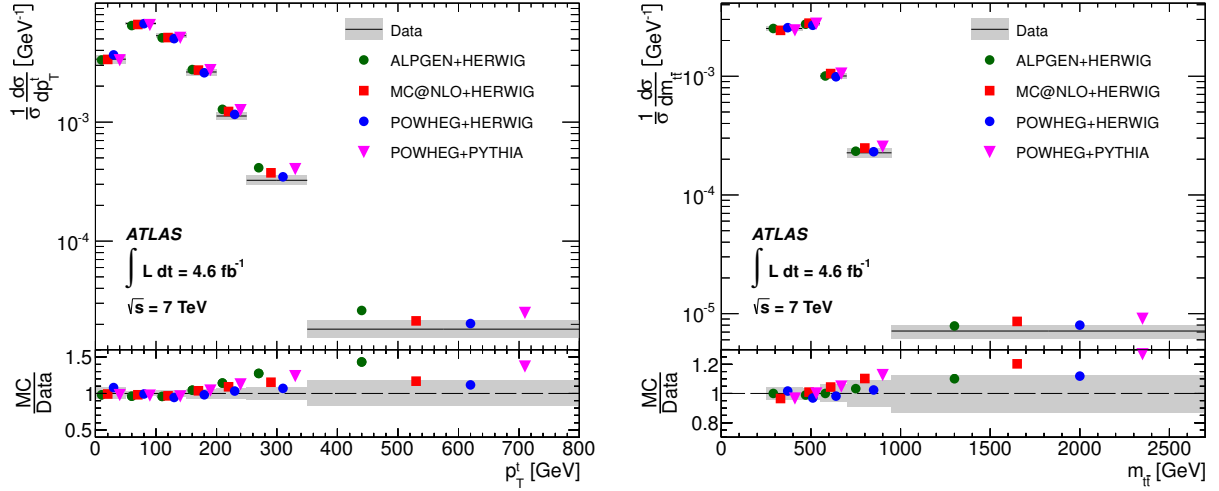 1/σ dσ/dp_T^t [GeV⁻¹]
10⁻³
10⁻⁴
Data
ALPGEN+HERWIG
MC@NLO+HERWIG
POWHEG+HERWIG
POWHEG+PYTHIA
ATLAS
∫ L dt = 4.6 fb⁻¹
√s = 7 TeV
MC/Data
1.5
1.0
0.5
0 100 200 300 400 500 600 700 800
p_T^t [GeV]
1/σ dσ/dm_tt̄ [GeV⁻¹]
10⁻³
10⁻⁴
10⁻⁵
Data
ALPGEN+HERWIG
MC@NLO+HERWIG
POWHEG+HERWIG
POWHEG+PYTHIA
ATLAS
∫ L dt = 4.6 fb⁻¹
√s = 7 TeV
MC/Data
1.2
1.0
0.8
0 500 1000 1500 2000 2500
m_tt̄ [GeV]